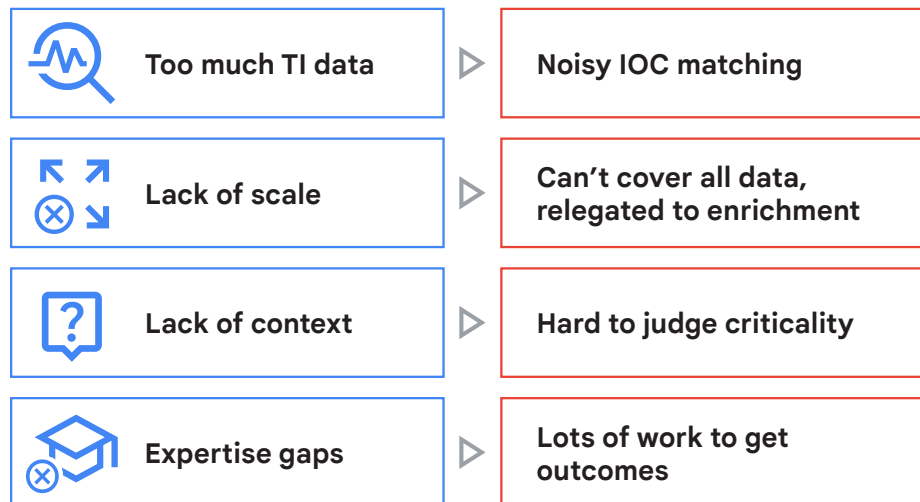 Too much TI data
Noisy IOC matching
Lack of scale
Can’t cover all data,
relegated to enrichment
Lack of context
Hard to judge criticality
Expertise gaps
Lots of work to get
outcomes